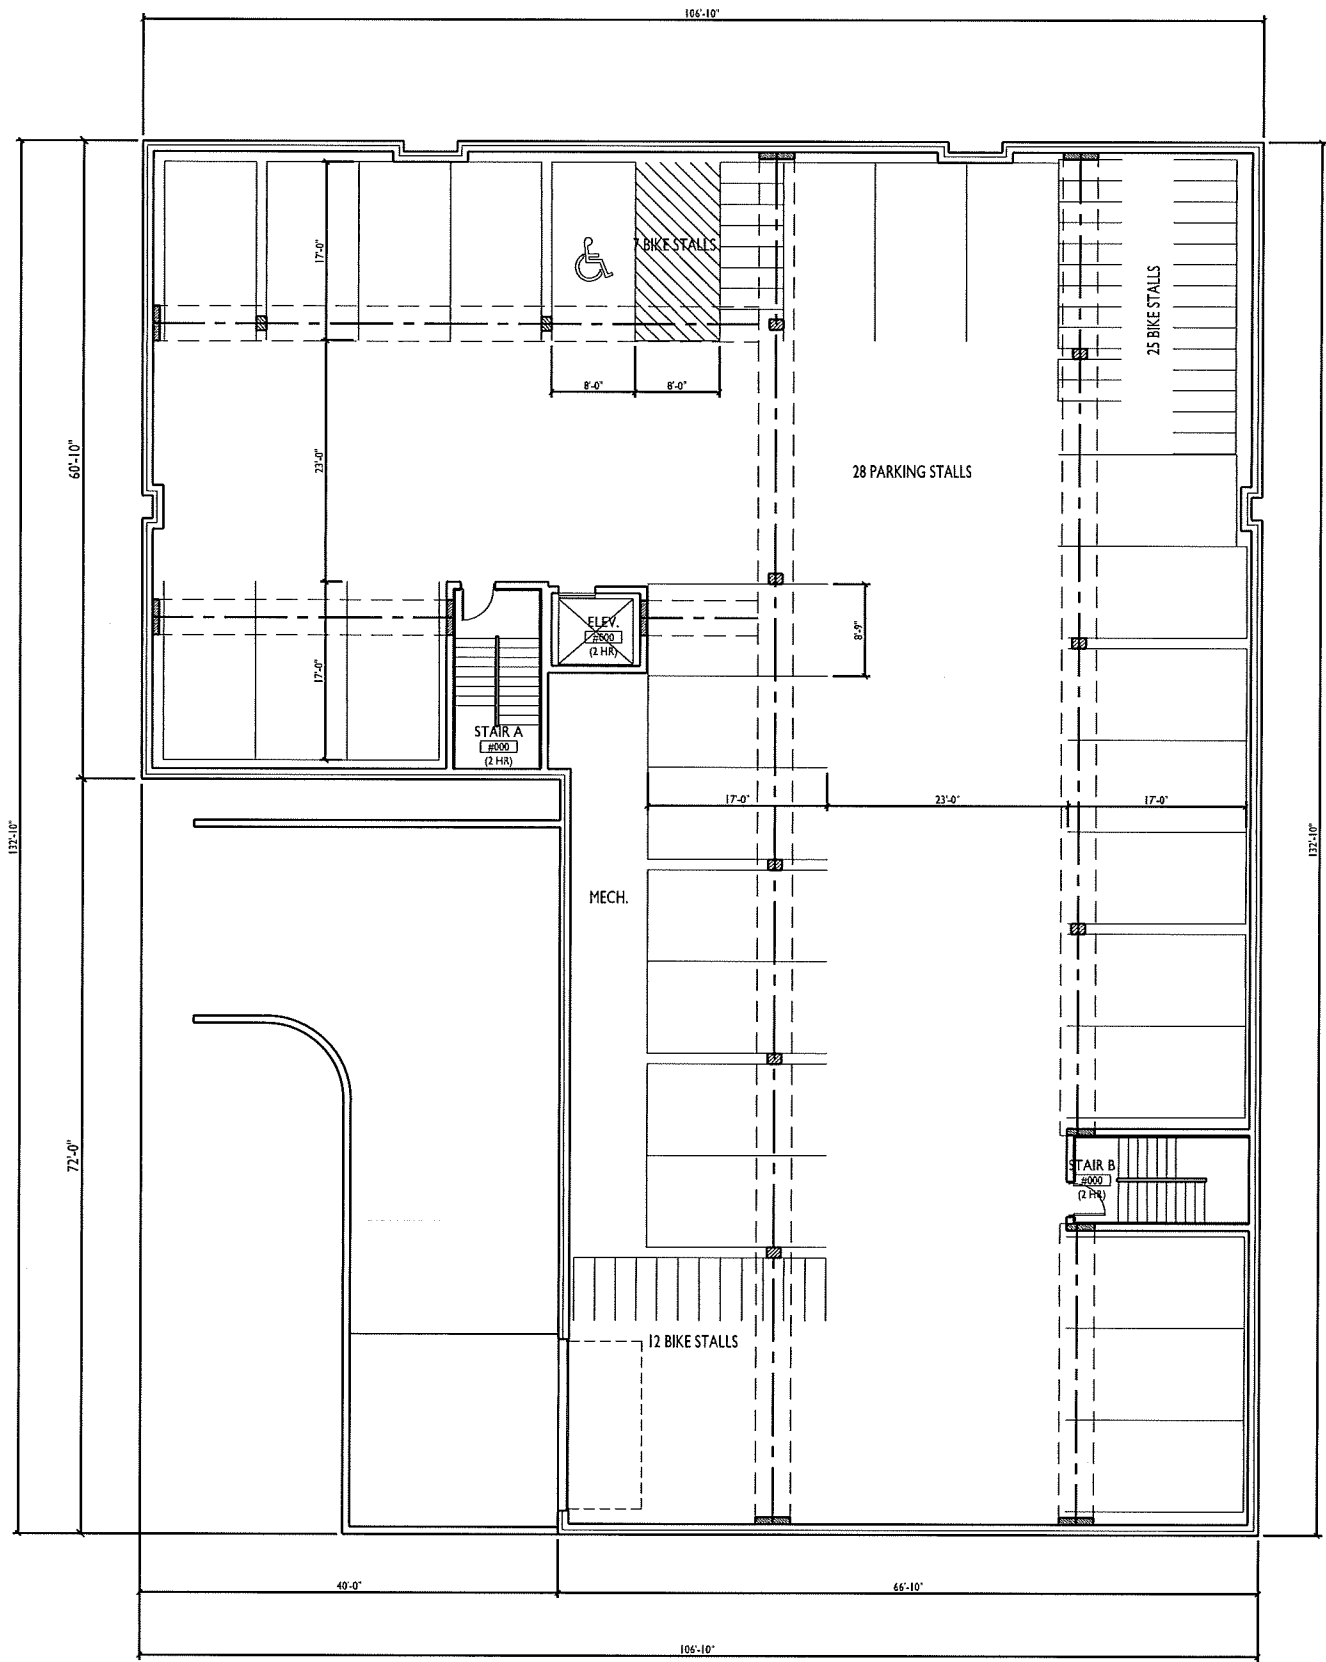 106'-10"
17'-0"
7 BIKE STALLS
25 BIKE STALLS
8'-0"
8'-0"
60'-10"
23'-0"
28 PARKING STALLS
ELEV.
#000
(2 HR)
8'-9"
17'-0"
STAIR A
#000
(2 HR)
17'-0"
23'-0"
17'-0"
132'-10"
132'-10"
MECH.
72'-0"
STAIR B
#000
(2 HR)
12 BIKE STALLS
40'-0"
66'-10"
106'-10"